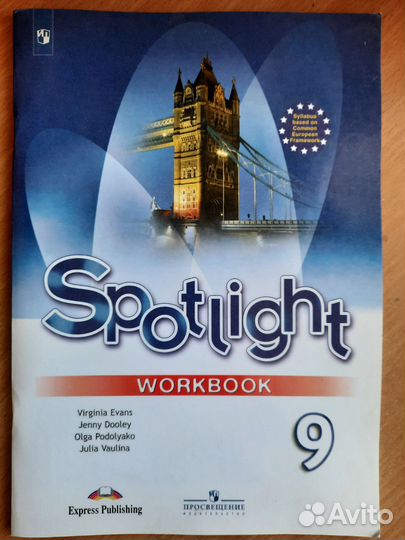 Syllabus
based on
Common
European
Framework
Spotlight
WORKBOOK
Virginia Evans
Jenny Dooley
Olga Podolyako
Julia Vaulina
9
Express Publishing
ПРОСВЕЩЕНИЕ
ИЗДАТЕЛЬСТВО
Avito